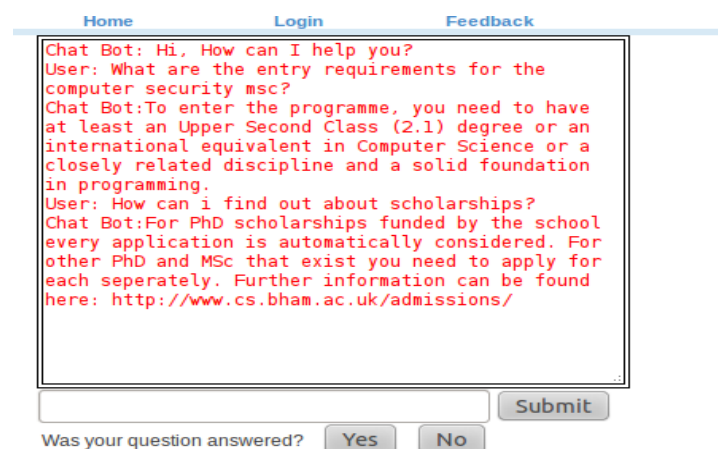 Home Login Feedback
Chat Bot: Hi, How can I help you?
User: What are the entry requirements for the
computer security msc?
Chat Bot:To enter the programme, you need to have
at least an Upper Second Class (2.1) degree or an
international equivalent in Computer Science or a
closely related discipline and a solid foundation
in programming.
User: How can i find out about scholarships?
Chat Bot:For PhD scholarships funded by the school
every application is automatically considered. For
other PhD and MSc that exist you need to apply for
each seperately. Further information can be found
here: http://www.cs.bham.ac.uk/admissions/
Submit
Was your question answered? Yes No